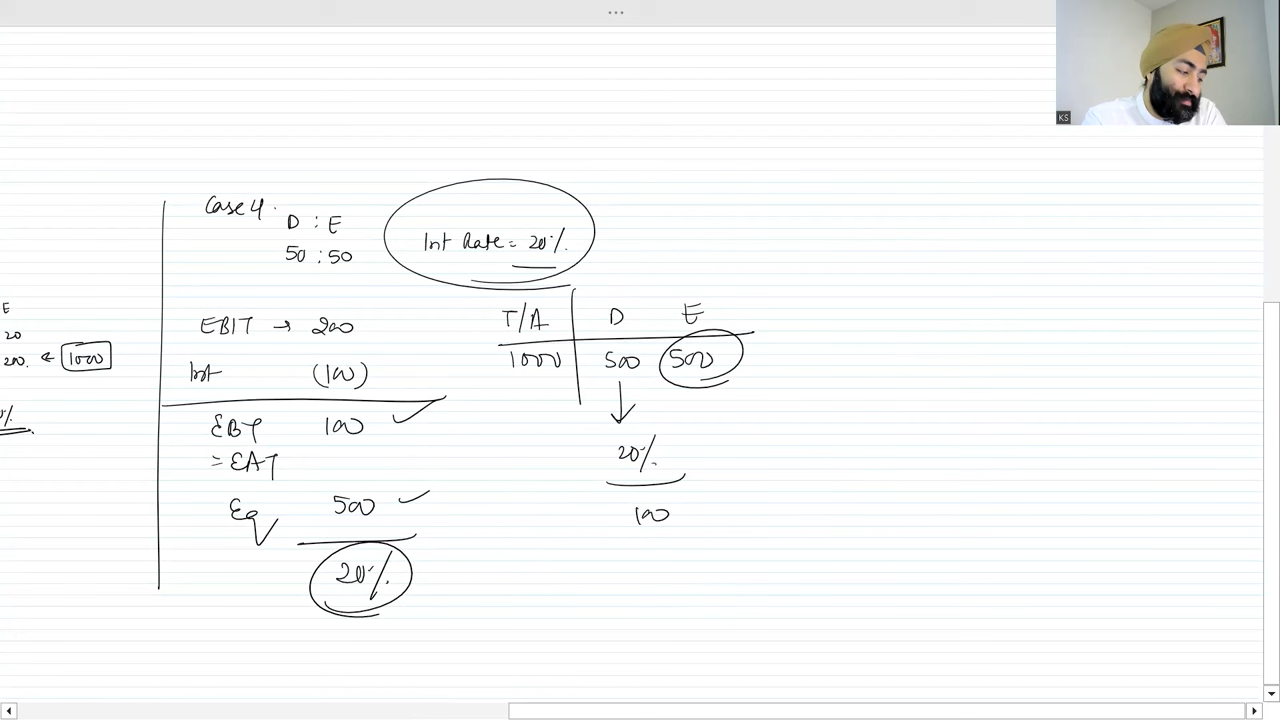 Case 4.
D : E
50 : 50
Int Rate = 20%.
EBIT → 200
Int (100)
EBT 100
= EAT
Eq 500
20%.
T/A D E
1000 500 500
20%.
100
E
20
200. ← 1000
%.
KS